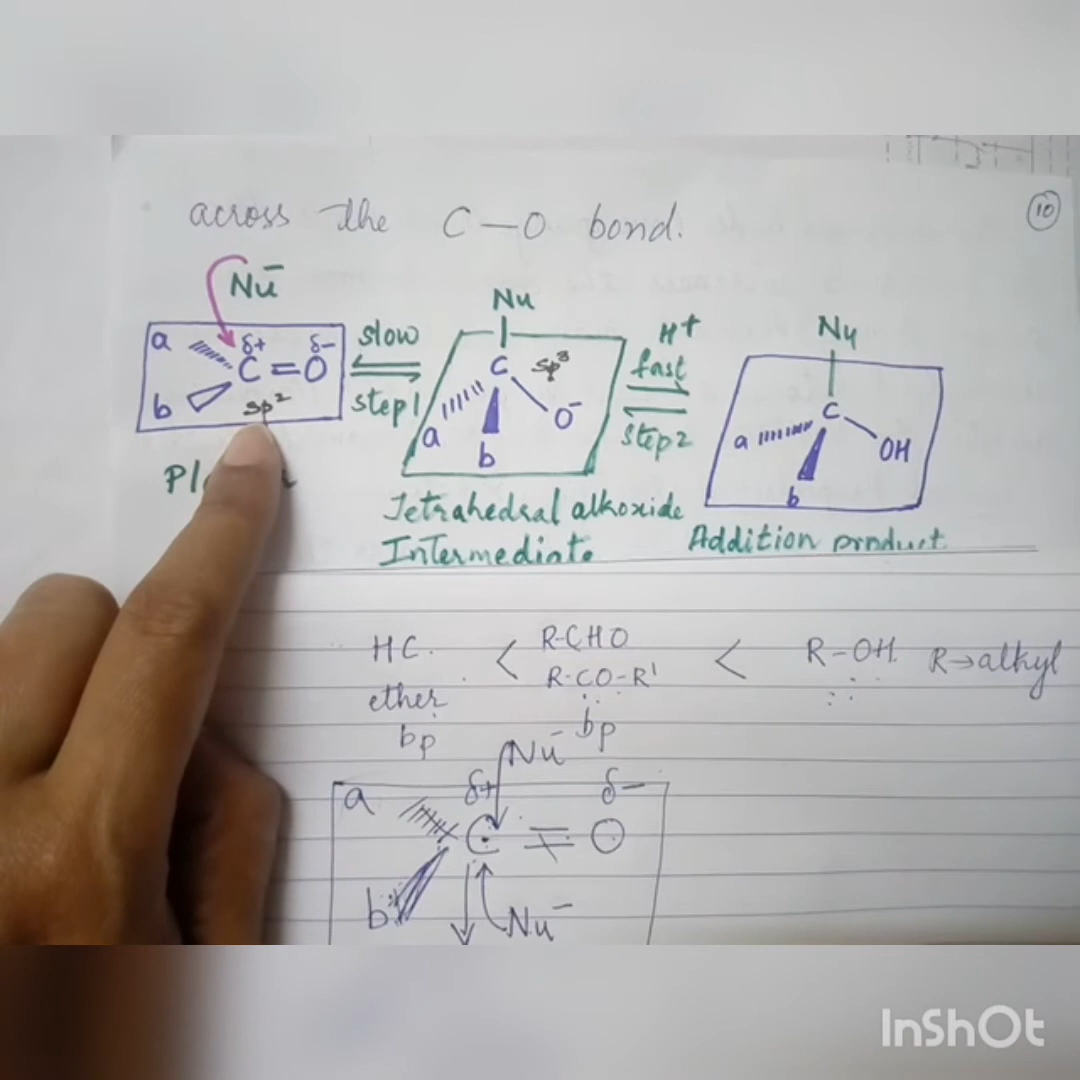 10
across the C—O bond.
Nu⁻
a δ+ δ−
C=O
b sp²
slow
step 1
Nu
C sp³
a b O⁻
Tetrahedral alkoxide
Intermediate
H+
fast
step 2
Nu
C
a b OH
Addition product
HC. < R-CHO < R-OH. R→alkyl
ether R-CO-R'
bp bp
Nu⁻
a δ+ δ−
C = O
b
Nu⁻
InShOt